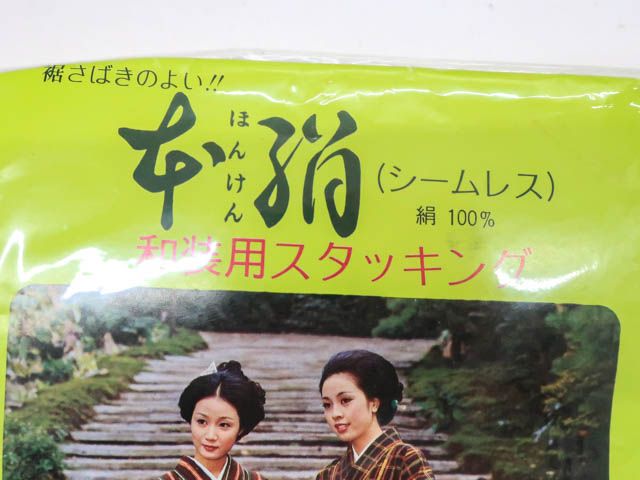 裾さばきのよい!!
本絹
ほんけん
(シームレス)
絹 100%
和装用スタッキング